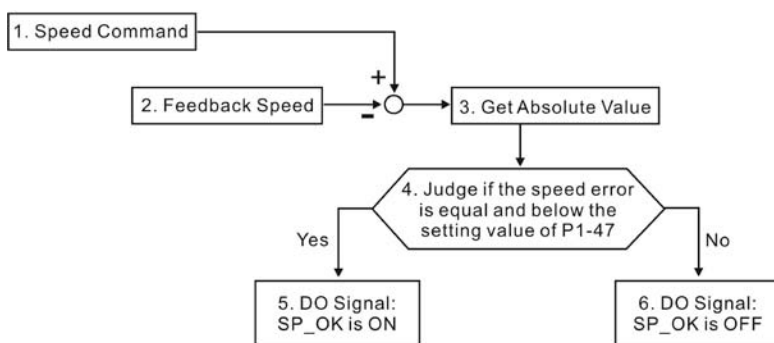 1. Speed Command
+
2. Feedback Speed
-
3. Get Absolute Value
4. Judge if the speed error
is equal and below the
setting value of P1-47
Yes
No
5. DO Signal:
SP_OK is ON
6. DO Signal:
SP_OK is OFF